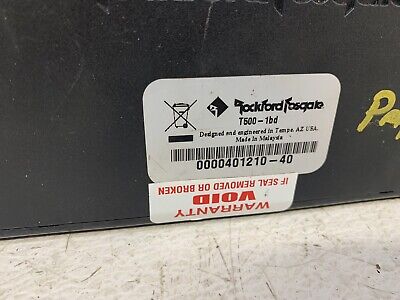 Rockford Fosgate
T500-1bd
Designed and engineered in Tempe, AZ USA.
Made in Malaysia
0000401210-40
WARRANTY
VOID
IF SEAL REMOVED OR BROKEN